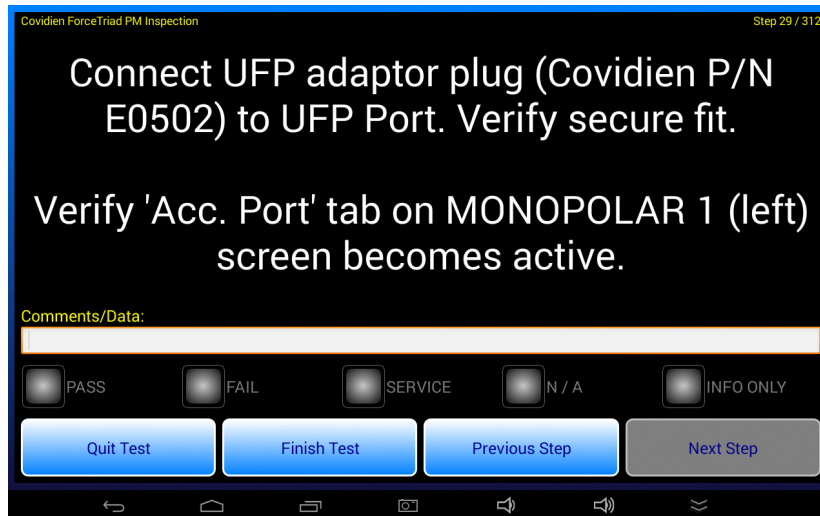 Covidien ForceTriad PM Inspection
Step 29 / 312
Connect UFP adaptor plug (Covidien P/N
E0502) to UFP Port. Verify secure fit.
Verify 'Acc. Port' tab on MONOPOLAR 1 (left)
screen becomes active.
Comments/Data:
PASS
FAIL
SERVICE
N / A
INFO ONLY
Quit Test
Finish Test
Previous Step
Next Step